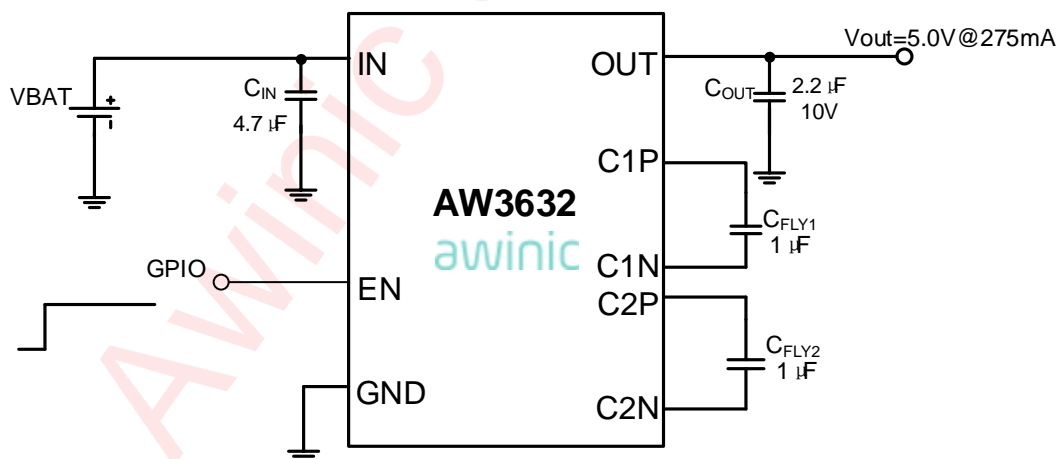 Vout=5.0V@275mA
IN
OUT
VBAT
+
CIN
4.7 μF
COUT
2.2 μF
10V
C1P
AW3632
awinic
CFLY1
1 μF
C1N
GPIO
EN
C2P
CFLY2
1 μF
GND
C2N
Awinic